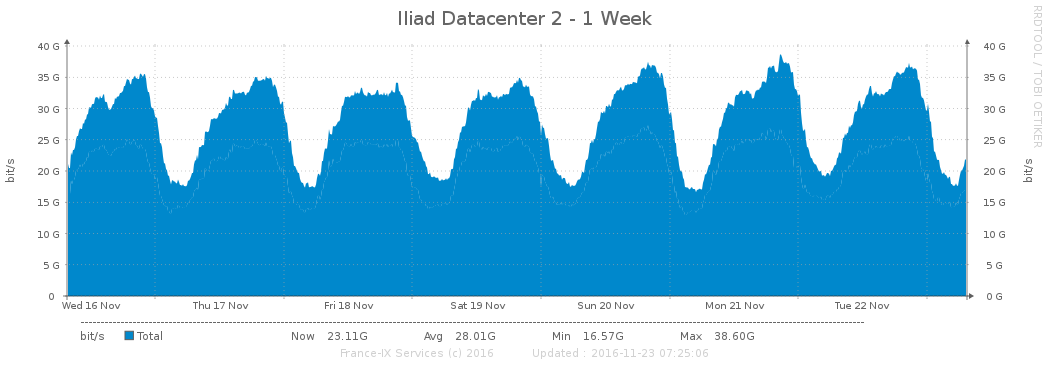 Iliad Datacenter 2 - 1 Week
RRDTOOL / TOBI OETIKER
40 G 40 G
35 G 35 G
30 G 30 G
25 G 25 G
20 G 20 G
15 G 15 G
10 G 10 G
5 G 5 G
0 0 G
bit/s bit/s
Wed 16 Nov Thu 17 Nov Fri 18 Nov Sat 19 Nov Sun 20 Nov Mon 21 Nov Tue 22 Nov
bit/s Total Now 23.11G Avg 28.01G Min 16.57G Max 38.60G
France-IX Services (c) 2016 Updated : 2016-11-23 07:25:06